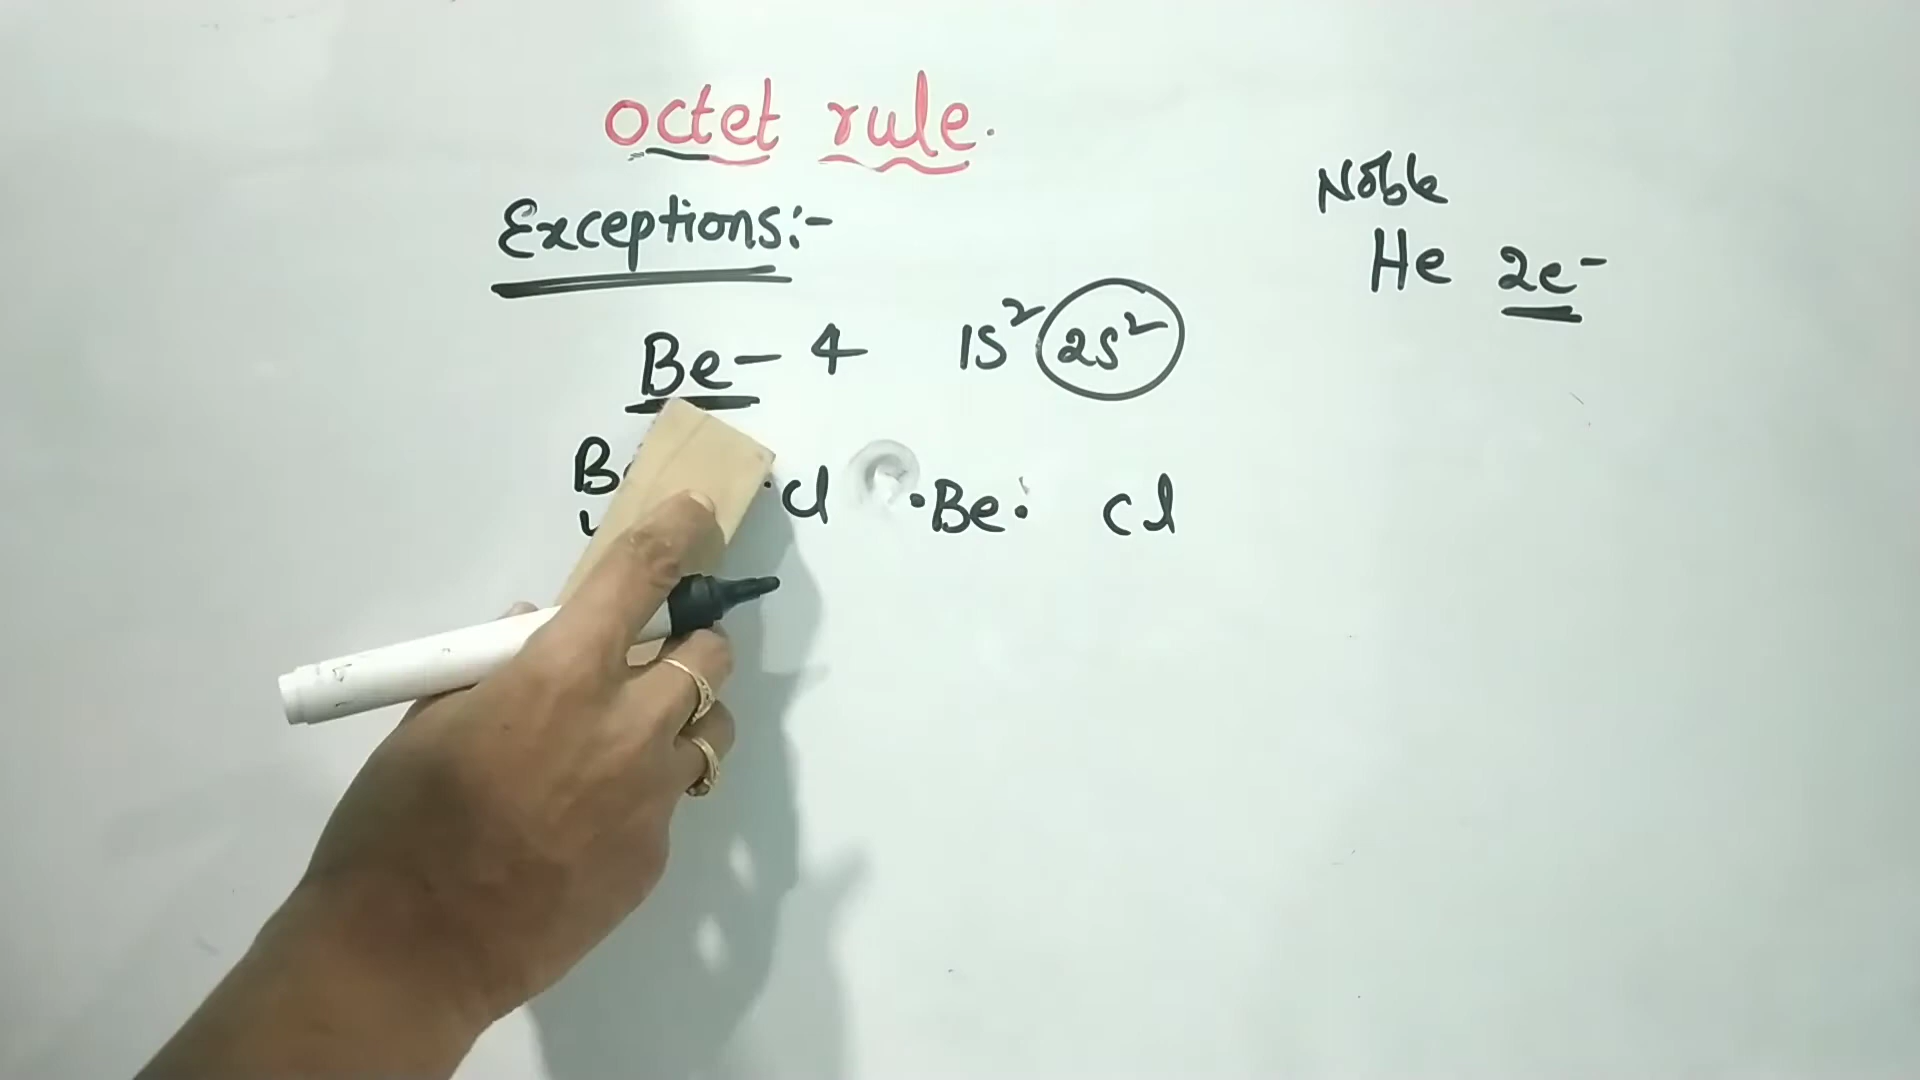 octet rule.
Exceptions:-
Noble
He 2e⁻
Be – 4 1s² 2s²
·Cl ·Be· Cl